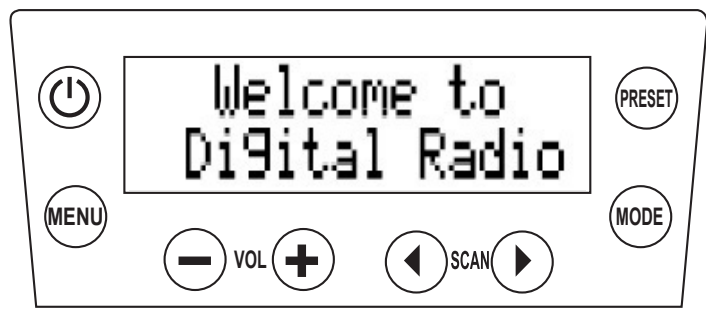 Welcome to
PRESET
Digital Radio
MENU
MODE
VOL
SCAN